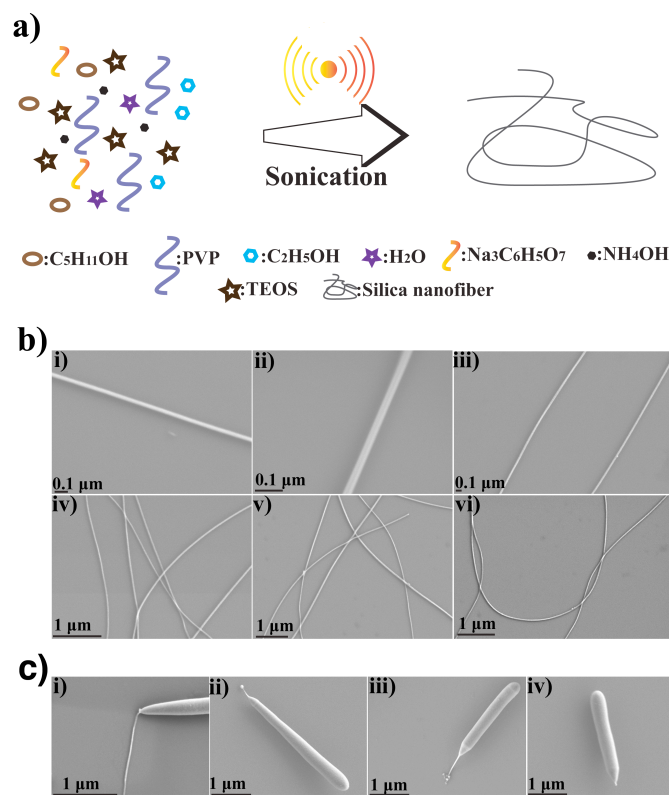 a)
Sonication
:C5H11OH :PVP :C2H5OH :H2O :Na3C6H5O7 :NH4OH
:TEOS :Silica nanofiber
b)
i) ii) iii)
0.1 μm 0.1 μm 0.1 μm
iv) v) vi)
1 μm 1 μm 1 μm
c)
i) ii) iii) iv)
1 μm 1 μm 1 μm 1 μm